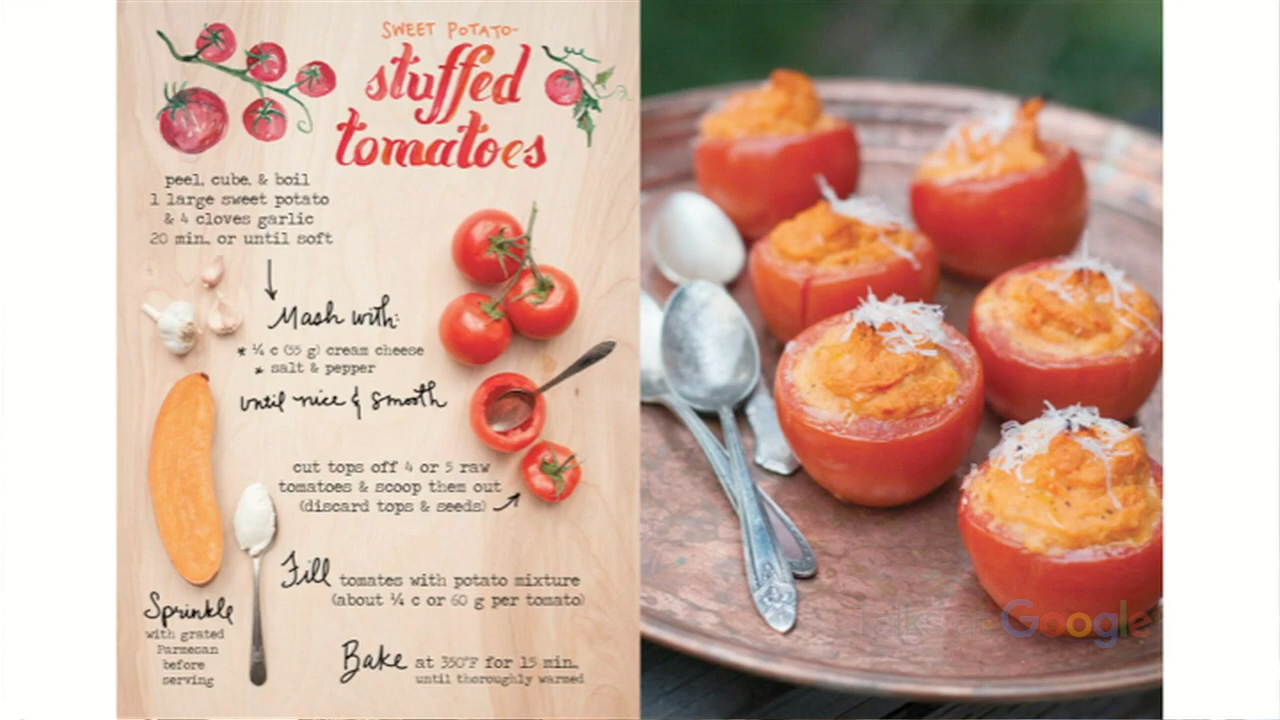 SWEET POTATO-
stuffed
tomatoes
peel, cube, & boil
1 large sweet potato
& 4 cloves garlic
20 min., or until soft
Mash with:
* ¼ c (55 g) cream cheese
* salt & pepper
until nice & smooth
cut tops off 4 or 5 raw
tomatoes & scoop them out
(discard tops & seeds)
Fill tomates with potato mixture
(about ¼ c or 60 g per tomato)
Sprinkle
with grated
Parmesan
before
serving
Bake at 350°F for 15 min.,
until thoroughly warmed
Google